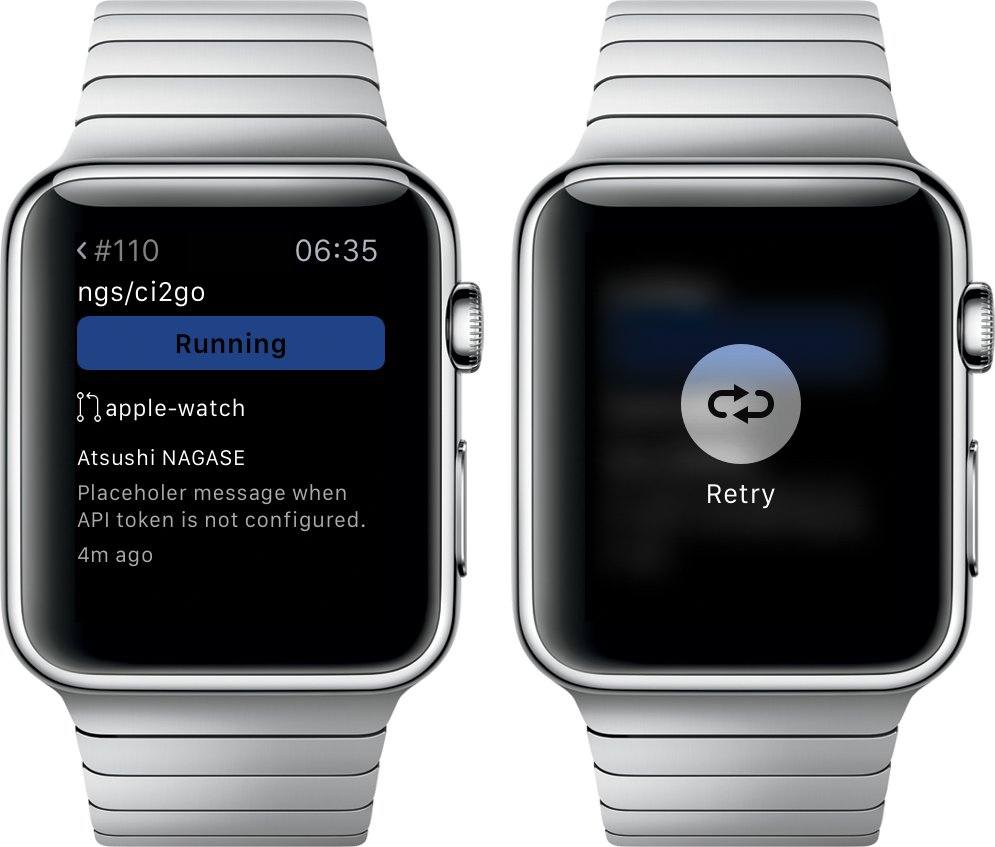 #110 06:35
ngs/ci2go
Running
apple-watch
Atsushi NAGASE
Placeholer message when
API token is not configured.
4m ago
Retry